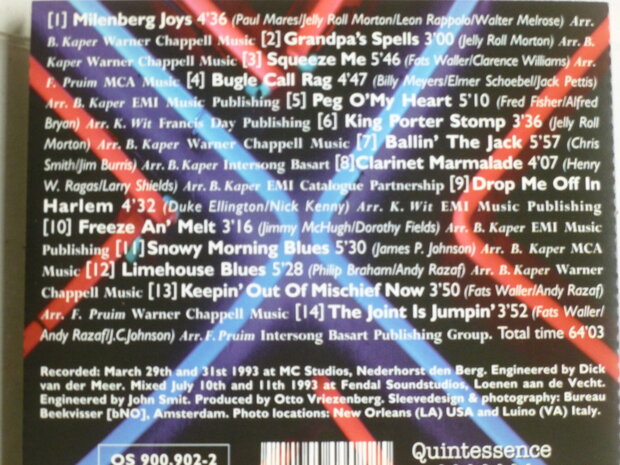 [1] Milenberg Joys 4'36 (Paul Mares/Jelly Roll Morton/Leon Rappolo/Walter Melrose) Arr.
B. Kaper Warner Chappell Music [2] Grandpa's Spells 3'00 (Jelly Roll Morton) Arr. B.
Kaper Warner Chappell Music [3] Squeeze Me 5'46 (Fats Waller/Clarence Williams) Arr.
F. Pruim MCA Music [4] Bugle Call Rag 4'47 (Billy Meyers/Elmer Schoebel/Jack Pettis)
Arr. B. Kaper EMI Music Publishing [5] Peg O'My Heart 5'10 (Fred Fisher/Alfred
Bryan) Arr. K. Wit Francis Day Publishing [6] King Porter Stomp 3'36 (Jelly Roll
Morton) Arr. B. Kaper Warner Chappell Music [7] Ballin' The Jack 5'57 (Chris
Smith/Jim Burris) Arr. B. Kaper Intersong Basart [8] Clarinet Marmalade 4'07 (Henry
W. Ragas/Larry Shields) Arr. B. Kaper EMI Catalogue Partnership [9] Drop Me Off In
Harlem 4'32 (Duke Ellington/Nick Kenny) Arr. K. Wit EMI Music Publishing
[10] Freeze An' Melt 3'16 (Jimmy McHugh/Dorothy Fields) Arr. B. Kaper EMI Music
Publishing [11] Snowy Morning Blues 5'30 (James P. Johnson) Arr. B. Kaper MCA
Music [12] Limehouse Blues 5'28 (Philip Braham/Andy Razaf) Arr. B. Kaper Warner
Chappell Music [13] Keepin' Out Of Mischief Now 3'50 (Fats Waller/Andy Razaf)
Arr. F. Pruim Warner Chappell Music [14] The Joint Is Jumpin' 3'52 (Fats Waller/
Andy Razaf/J.C.Johnson) Arr. F. Pruim Intersong Basart Publishing Group. Total time 64'03
Recorded: March 29th and 31st 1993 at MC Studios, Nederhorst den Berg. Engineered by Dick
van der Meer. Mixed July 10th and 11th 1993 at Fendal Soundstudios, Loenen aan de Vecht.
Engineered by John Smit. Produced by Otto Vriezenberg. Sleevedesign & photography: Bureau
Beekvisser [bNO], Amsterdam. Photo locations: New Orleans (LA) USA and Luino (VA) Italy.
QS 900.902-2
Quintessence